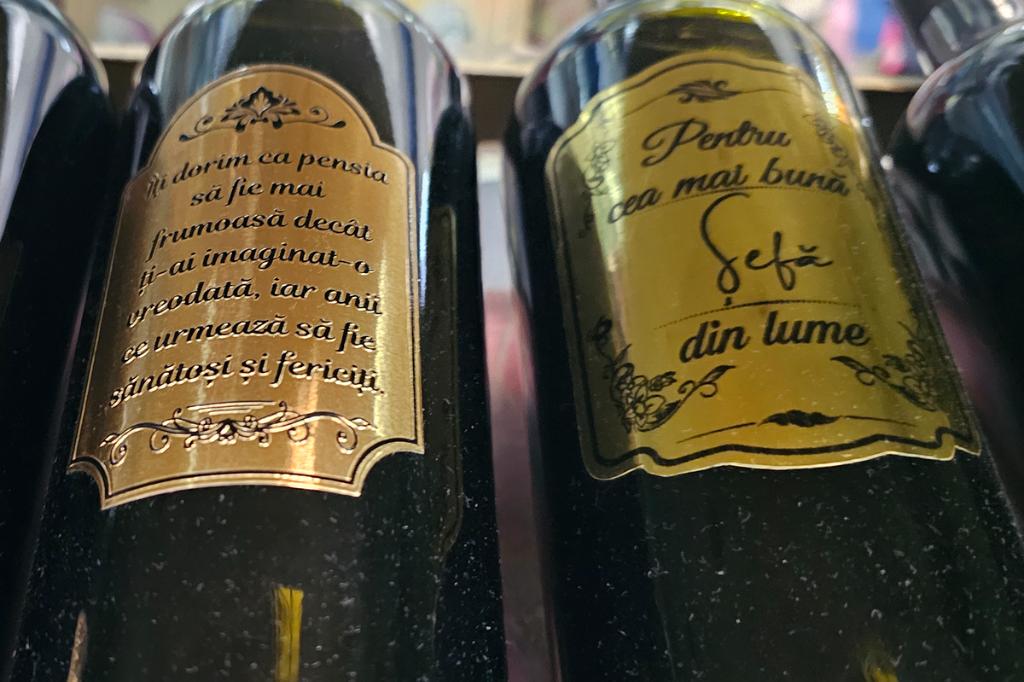 Îți dorim ca pensia
să fie mai
frumoasă decât
ți-ai imaginat-o
vreodată, iar anii
ce urmează să fie
sănătoși și fericiți.
Pentru
cea mai bună
Șefă
din lume